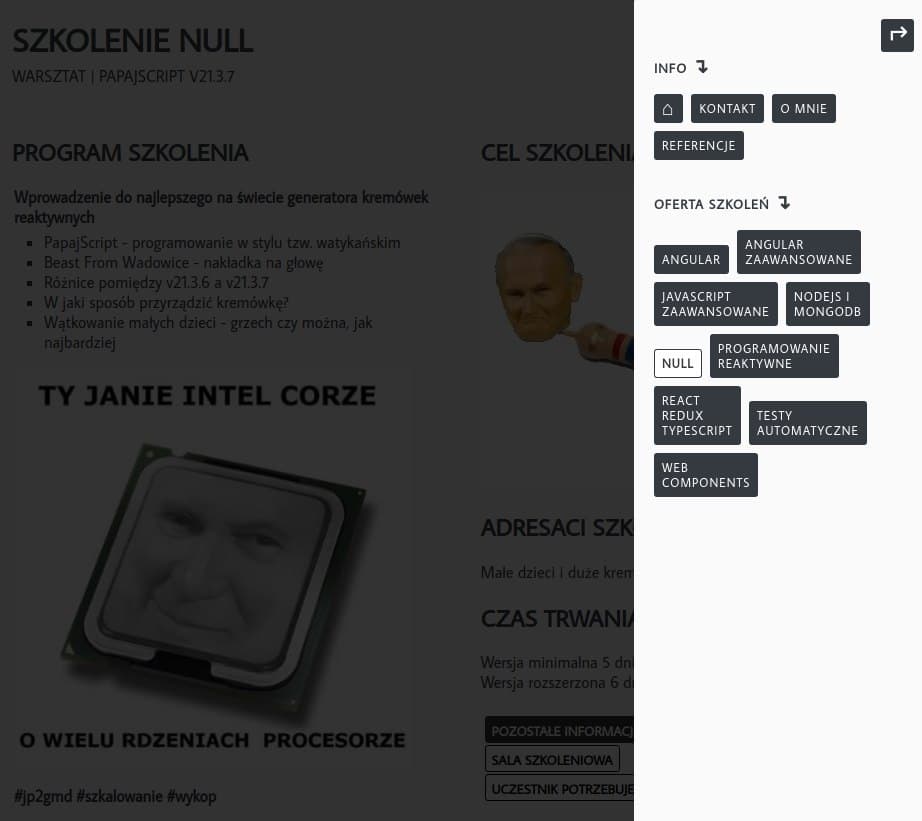 SZKOLENIE NULL
WARSZTAT | PAPAJSCRIPT V21.3.7
PROGRAM SZKOLENIA
Wprowadzenie do najlepszego na świecie generatora kremówek
reaktywnych
PapajScript - programowanie w stylu tzw. watykańskim
Beast From Wadowice - nakładka na głowę
Różnice pomiędzy v21.3.6 a v21.3.7
W jaki sposób przyrządzić kremówkę?
Wątkowanie małych dzieci - grzech czy można, jak
najbardziej
TY JANIE INTEL CORZE
O WIELU RDZENIACH PROCESORZE
#jp2gmd #szkalowanie #wykop
CEL SZKOLENIA
ADRESACI SZK
Małe dzieci i duże krem
CZAS TRWANIA
Wersja minimalna 5 dni
Wersja rozszerzona 6 d
POZOSTAŁE INFORMACJ
SALA SZKOLENIOWA
UCZESTNIK POTRZEBUJE
INFO ↴
⌂
KONTAKT
O MNIE
REFERENCJE
OFERTA SZKOLEŃ ↴
ANGULAR
ANGULAR
ZAAWANSOWANE
JAVASCRIPT
ZAAWANSOWANE
NODEJS I
MONGODB
NULL
PROGRAMOWANIE
REAKTYWNE
REACT
REDUX
TYPESCRIPT
TESTY
AUTOMATYCZNE
WEB
COMPONENTS